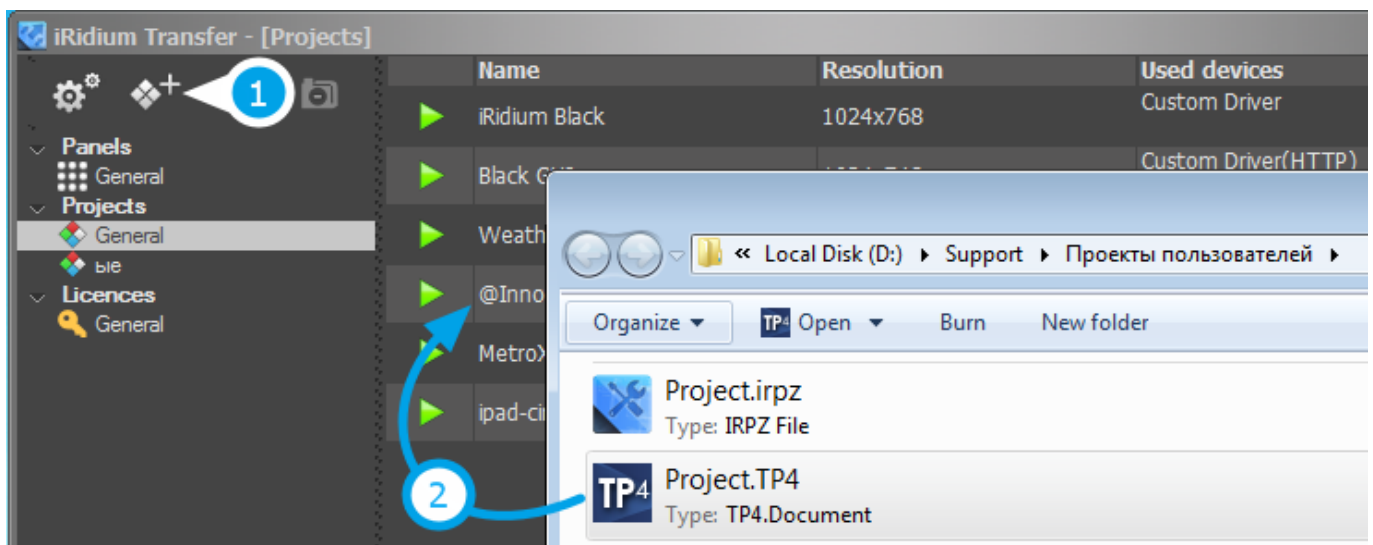 iRidium Transfer - [Projects]
1
Panels
General
Projects
General
ые
Licences
General
Name Resolution Used devices
iRidium Black 1024x768 Custom Driver
Black Custom Driver(HTTP)
Weath
@Inno
MetroX
ipad-cir
2
« Local Disk (D:) Support Проекты пользователей
Organize Open Burn New folder
Project.irpz
Type: IRPZ File
TP4
Project.TP4
Type: TP4.Document